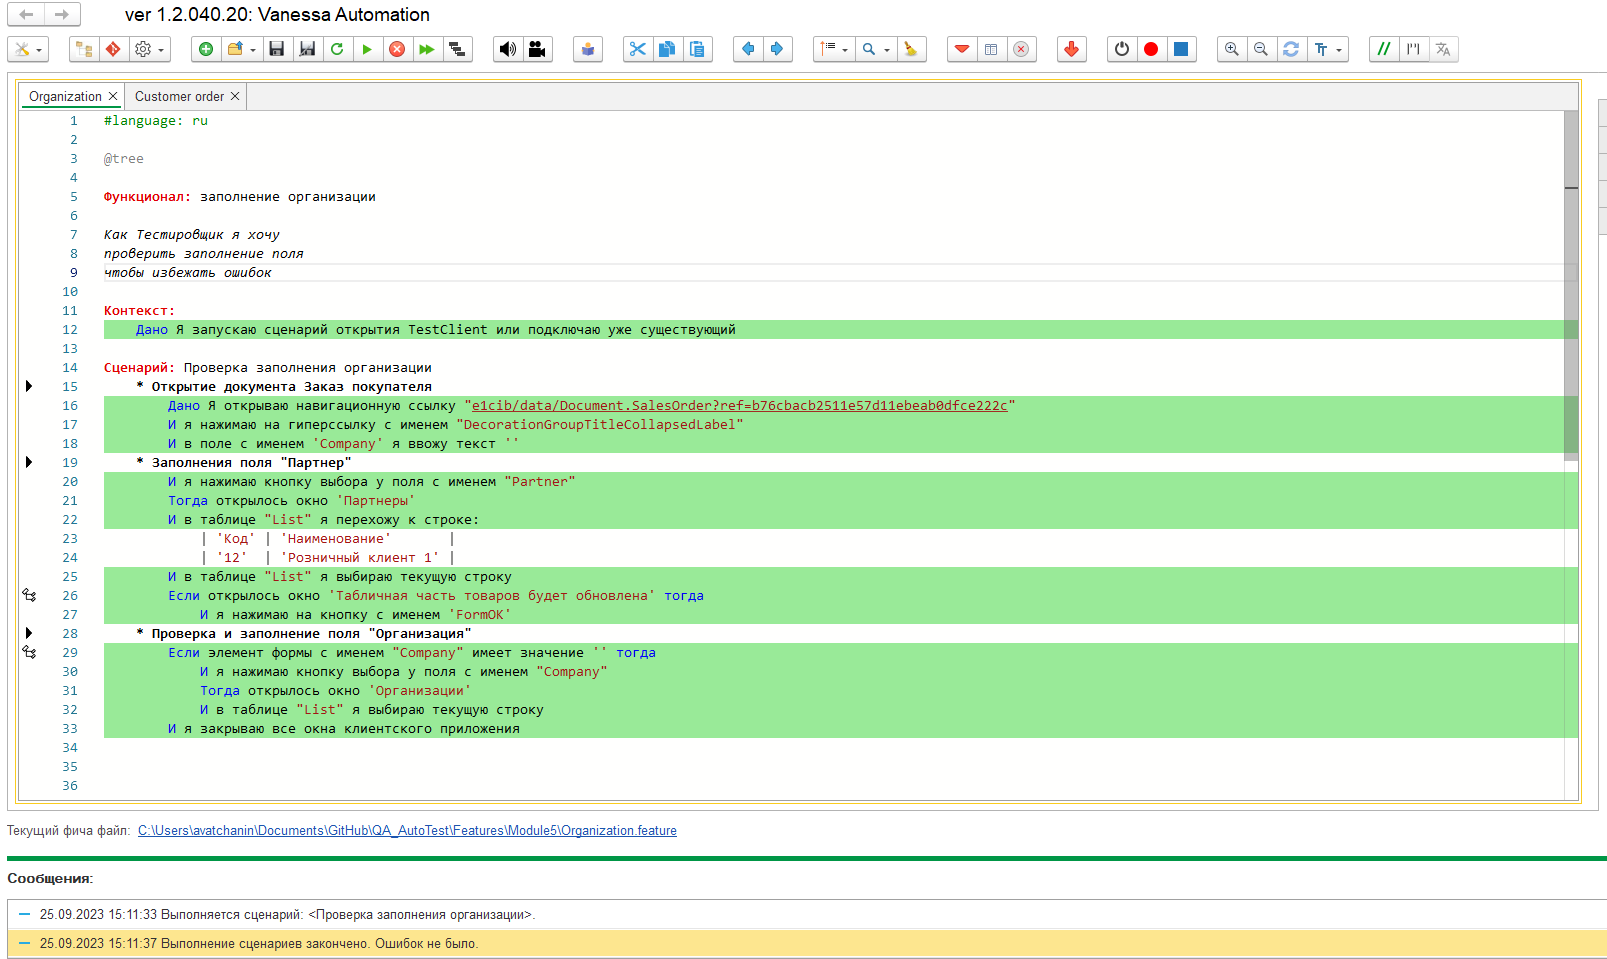 ver 1.2.040.20: Vanessa Automation
Organization
Customer order
1 #language: ru
2
3 @tree
4
5 Функционал: заполнение организации
6
7 Как Тестировщик я хочу
8 проверить заполнение поля
9 чтобы избежать ошибок
10
11 Контекст:
12 Дано Я запускаю сценарий открытия TestClient или подключаю уже существующий
13
14 Сценарий: Проверка заполнения организации
15 * Открытие документа Заказ покупателя
16 Дано Я открываю навигационную ссылку "e1cib/data/Document.SalesOrder?ref=b76cbacb2511e57d11ebeab0dfce222c"
17 И я нажимаю на гиперссылку с именем "DecorationGroupTitleCollapsedLabel"
18 И в поле с именем 'Company' я ввожу текст ''
19 * Заполнения поля "Партнер"
20 И я нажимаю кнопку выбора у поля с именем "Partner"
21 Тогда открылось окно 'Партнеры'
22 И в таблице "List" я перехожу к строке:
23 | 'Код' | 'Наименование' |
24 | '12' | 'Розничный клиент 1' |
25 И в таблице "List" я выбираю текущую строку
26 Если открылось окно 'Табличная часть товаров будет обновлена' тогда
27 И я нажимаю на кнопку с именем 'FormOK'
28 * Проверка и заполнение поля "Организация"
29 Если элемент формы с именем "Company" имеет значение '' тогда
30 И я нажимаю кнопку выбора у поля с именем "Company"
31 Тогда открылось окно 'Организации'
32 И в таблице "List" я выбираю текущую строку
33 И я закрываю все окна клиентского приложения
34
35
36
Текущий фича файл: C:\Users\avatchanin\Documents\GitHub\QA_AutoTest\Features\Module5\Organization.feature
Сообщения:
25.09.2023 15:11:33 Выполняется сценарий: <Проверка заполнения организации>.
25.09.2023 15:11:37 Выполнение сценариев закончено. Ошибок не было.